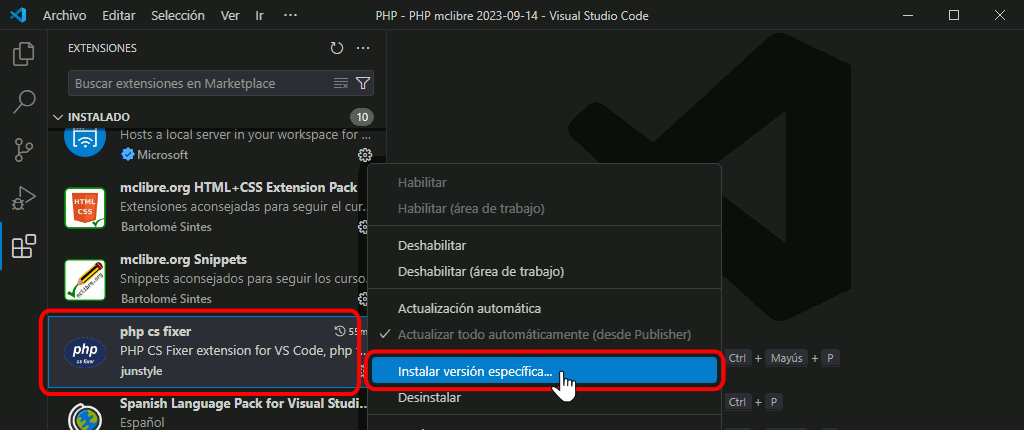 Archivo Editar Selección Ver Ir ··· PHP - PHP mclibre 2023-09-14 - Visual Studio Code
EXTENSIONES
Buscar extensiones en Marketplace
INSTALADO 10
Hosts a local server in your workspace for ...
Microsoft
HTML CSS
mclibre.org HTML+CSS Extension Pack
Extensiones aconsejadas para seguir el cur...
Bartolomé Sintes
mclibre.org
mclibre.org Snippets
Snippets aconsejados para seguir los curso...
Bartolomé Sintes
php cs fixer
php cs fixer 55m
PHP CS Fixer extension for VS Code, php ...
junstyle
Spanish Language Pack for Visual Studi...
Español
Habilitar
Habilitar (área de trabajo)
Deshabilitar
Deshabilitar (área de trabajo)
Actualización automática
Actualizar todo automáticamente (desde Publisher)
Instalar versión específica...
Desinstalar
Ctrl + Mayús + P
Ctrl + P